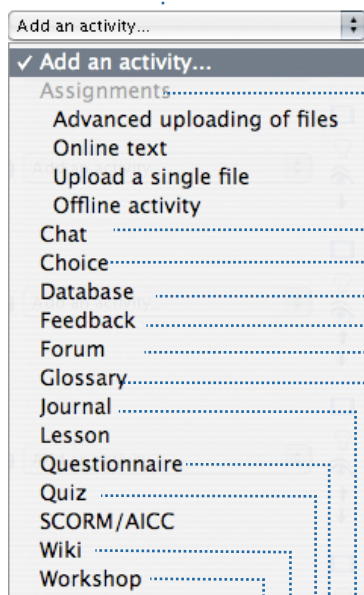 Add an activity...
✓ Add an activity...
Assignments
Advanced uploading of files
Online text
Upload a single file
Offline activity
Chat
Choice
Database
Feedback
Forum
Glossary
Journal
Lesson
Questionnaire
Quiz
SCORM/AICC
Wiki
Workshop